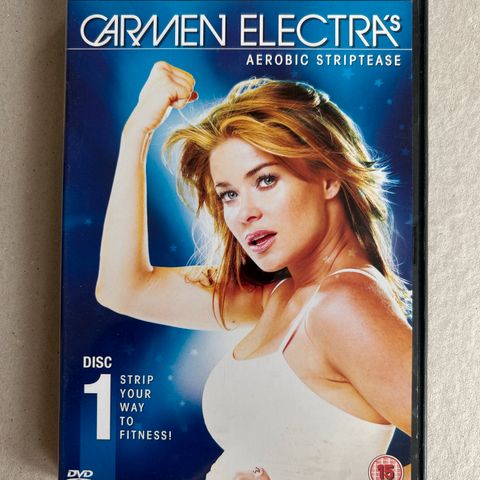 CARMEN ELECTRA'S
AEROBIC STRIPTEASE
DISC
1
STRIP
YOUR
WAY
TO
FITNESS!
DVD
15